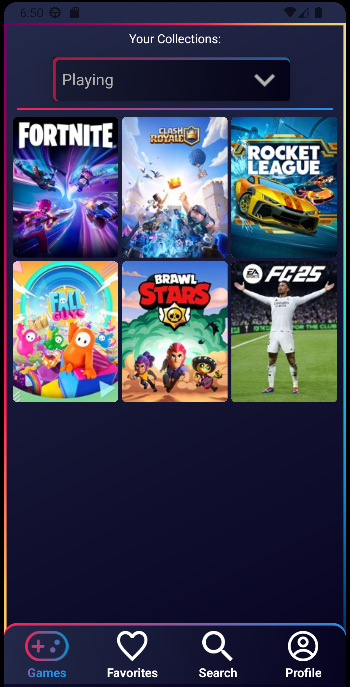 6:50
Your Collections:
Playing
FORTNITE
CLASH
ROYALE
ROCKET
LEAGUE
FALL
GUYS
BRAWL
STARS
EA
SPORTS
FC25
Games
Favorites
Search
Profile